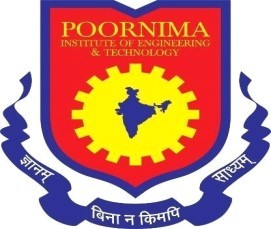 POORNIMA
INSTITUTE OF ENGINEERING
& TECHNOLOGY
ज्ञानम् बिना न किमपि साध्यम्